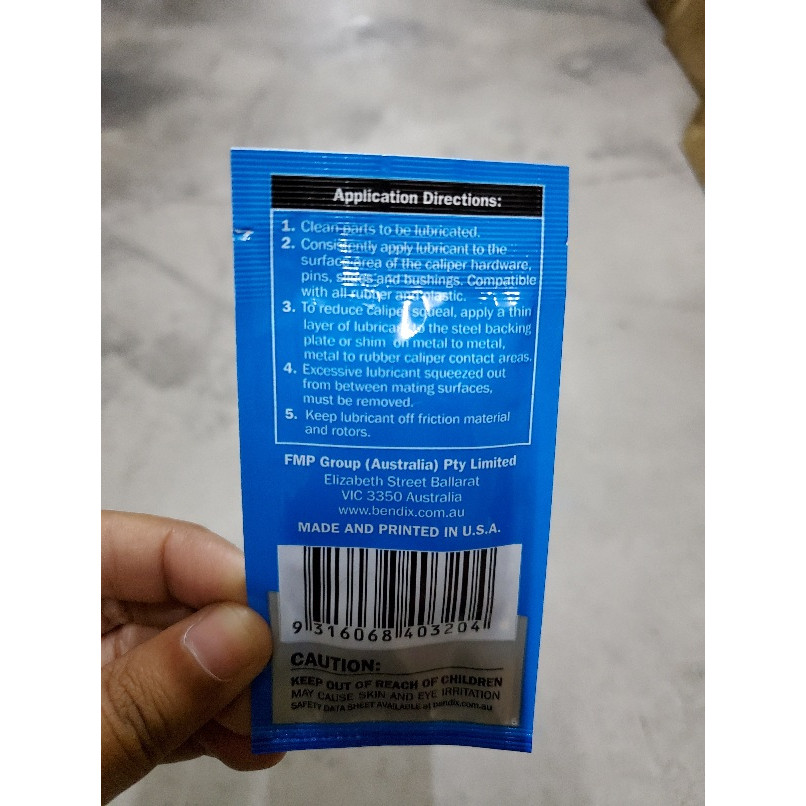 Application Directions:
1. Clean parts to be lubricated.
2. Consistently apply lubricant to the
surface area of the caliper hardware,
pins, slides and bushings. Compatible
with all rubber and plastic.
3. To reduce caliper squeal, apply a thin
layer of lubricant to the steel backing
plate or shim on metal to metal,
metal to rubber caliper contact areas.
4. Excessive lubricant squeezed out
from between mating surfaces,
must be removed.
5. Keep lubricant off friction material
and rotors.
FMP Group (Australia) Pty Limited
Elizabeth Street Ballarat
VIC 3350 Australia
www.bendix.com.au
MADE AND PRINTED IN U.S.A.
9 316068 403204
CAUTION:
KEEP OUT OF REACH OF CHILDREN
MAY CAUSE SKIN AND EYE IRRITATION
SAFETY DATA SHEET AVAILABLE at bendix.com.au